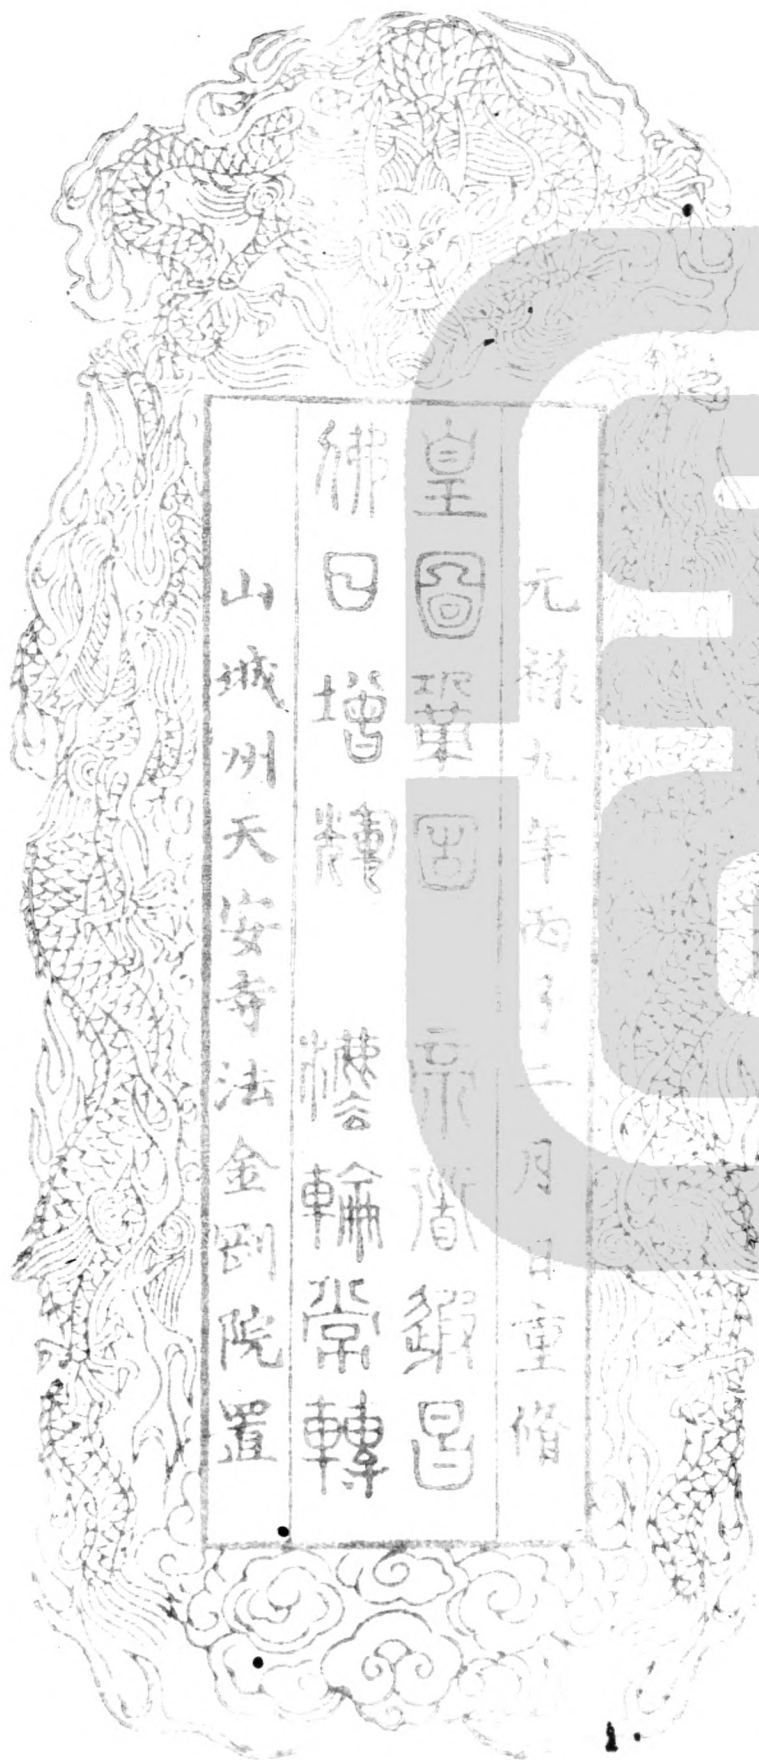 元祿九年丙子二月 日重脩
皇圖鞏固 帝道遐昌
佛日增輝 法輪常轉
山城州天安寺法金剛院置